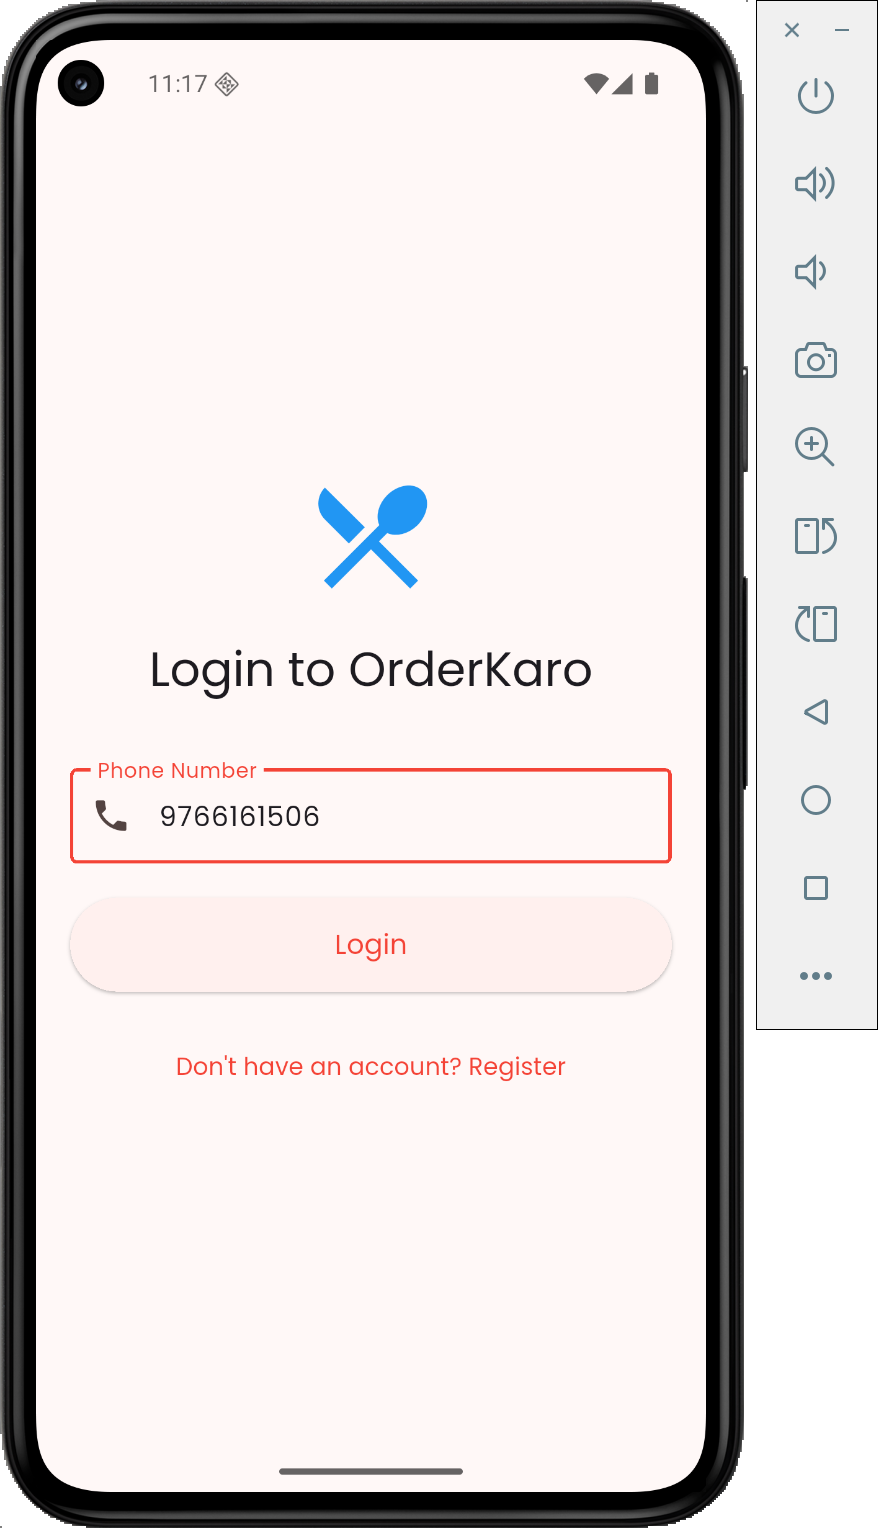 11:17
Login to OrderKaro
Phone Number
9766161506
Login
Don't have an account? Register